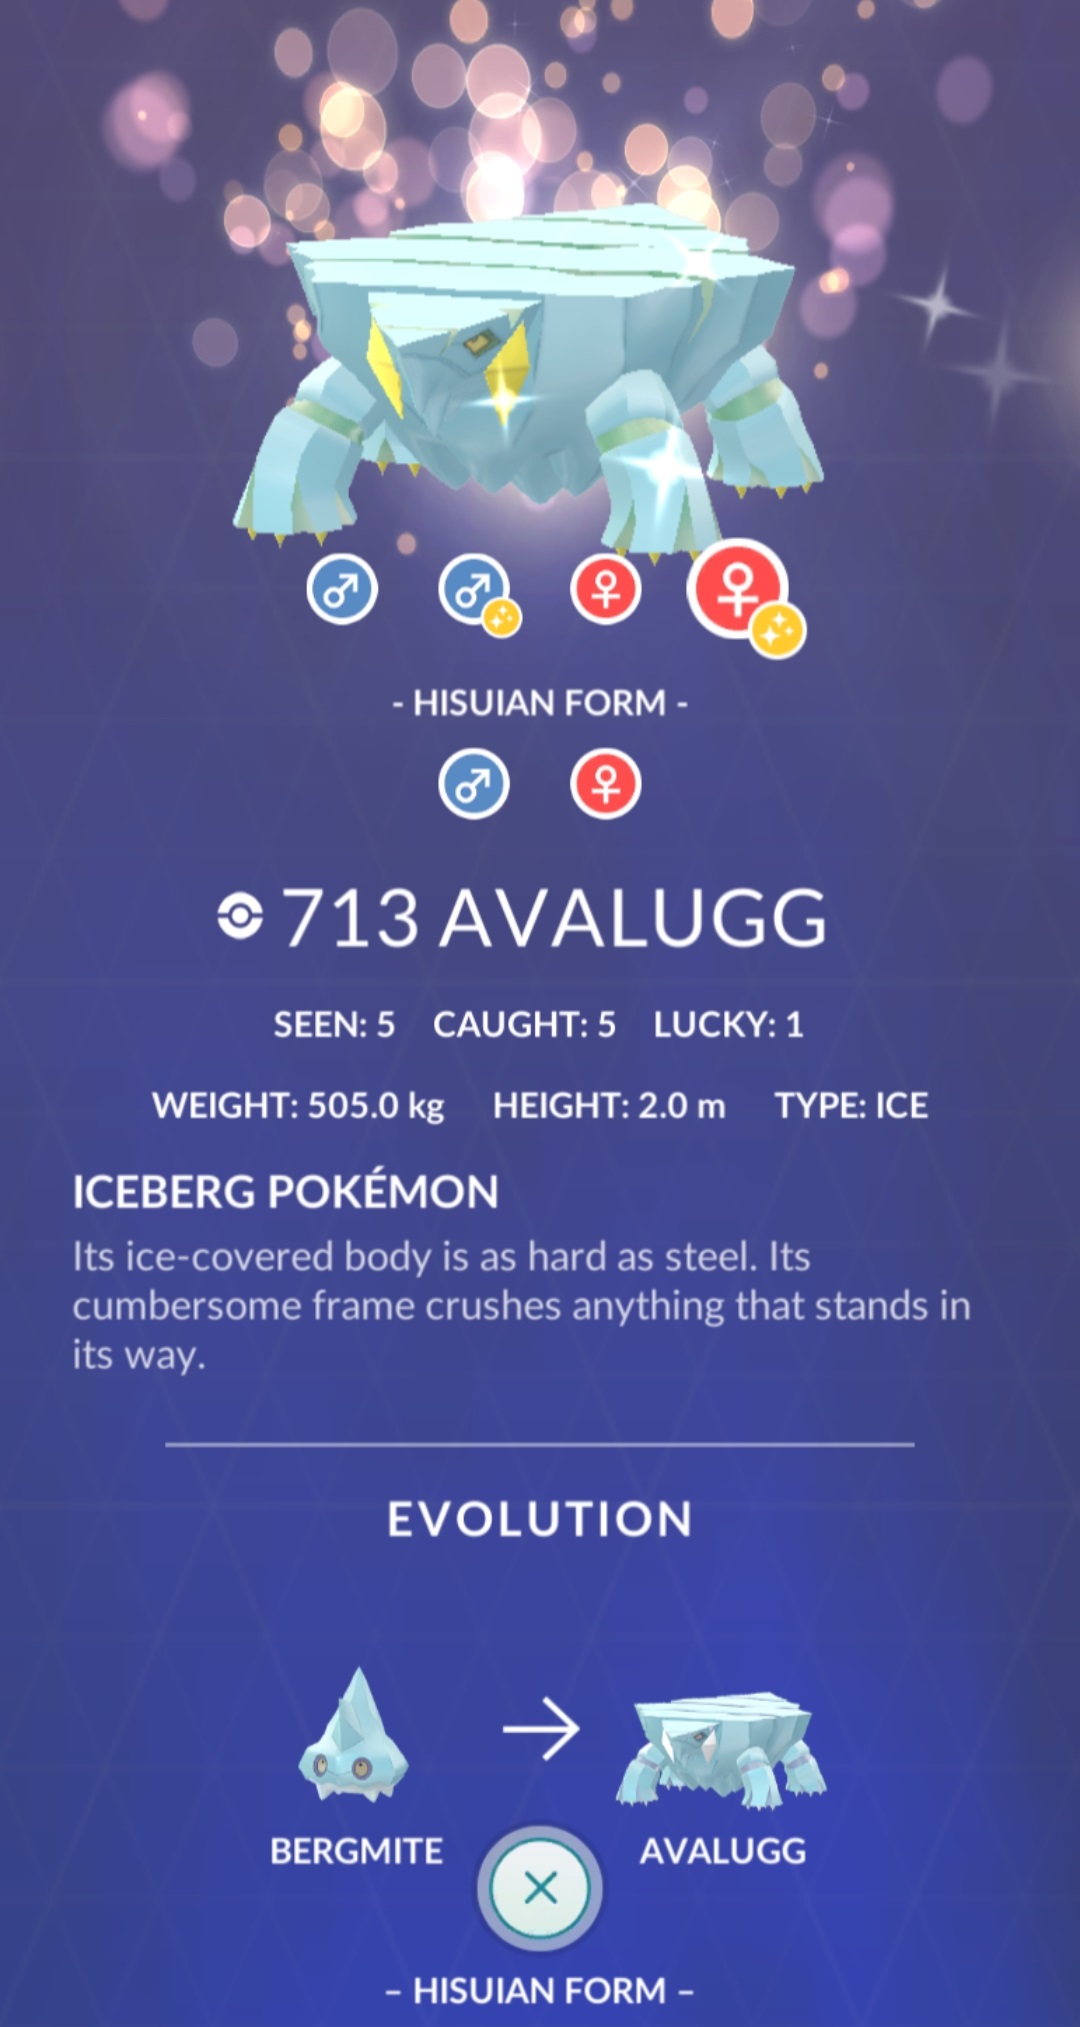 - HISUIAN FORM -
713 AVALUGG
SEEN: 5 CAUGHT: 5 LUCKY: 1
WEIGHT: 505.0 kg HEIGHT: 2.0 m TYPE: ICE
ICEBERG POKÉMON
Its ice-covered body is as hard as steel. Its
cumbersome frame crushes anything that stands in
its way.
EVOLUTION
BERGMITE AVALUGG
– HISUIAN FORM –